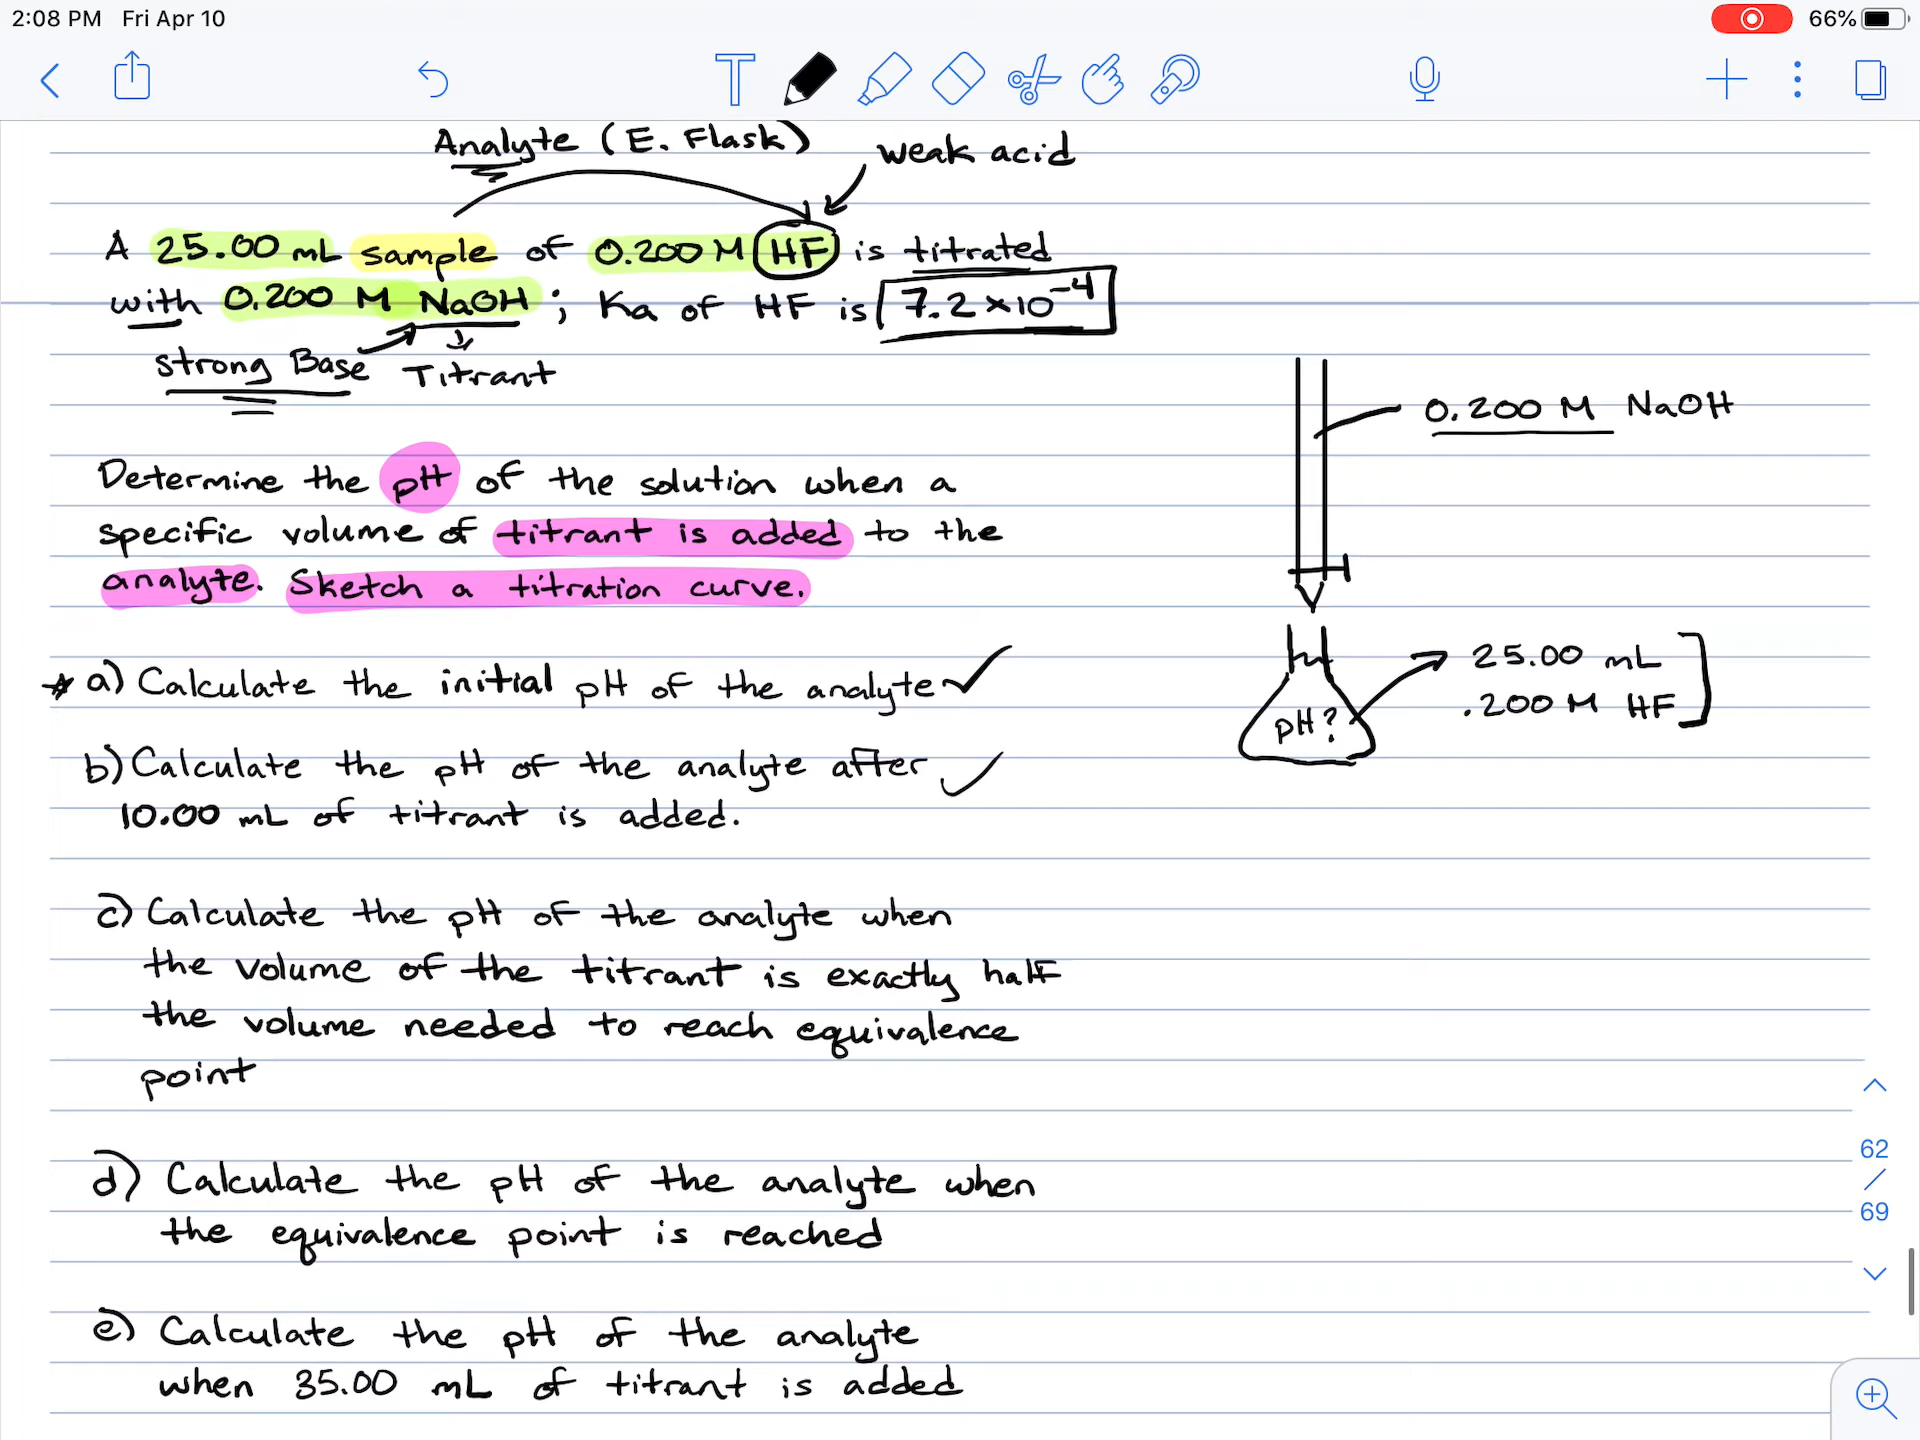 2:08 PM Fri Apr 10
66%
T
Analyte (E. Flask)
weak acid
A 25.00 mL sample of 0.200 M HF is titrated
with 0.200 M NaOH ; Ka of HF is 7.2 x10⁻⁴
strong Base Titrant
0.200 M NaOH
Determine the pH of the solution when a
specific volume of titrant is added to the
analyte. Sketch a titration curve.
a) Calculate the initial pH of the analyte
25.00 mL
.200 M HF
pH?
b) Calculate the pH of the analyte after
10.00 mL of titrant is added.
c) Calculate the pH of the analyte when
the volume of the titrant is exactly half
the volume needed to reach equivalence
point
d) Calculate the pH of the analyte when
the equivalence point is reached
e) Calculate the pH of the analyte
when 35.00 mL of titrant is added
62
/
69